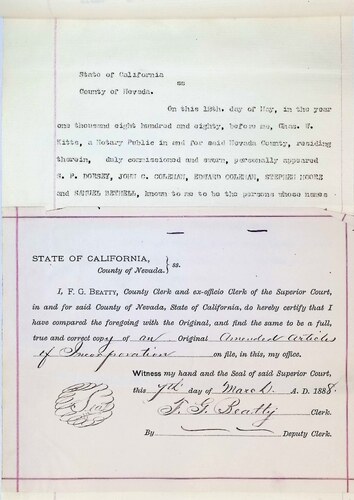 State of California
ss
County of Nevada.
On this 18th. day of May, in the year
one thousand eight hundred and eighty, before me, Chas. W.
Kitts, a Notary Public in and for said Nevada County, residing
therein, duly commissioned and sworn, personally appeared
S. P. DORSEY, JOHN C. COLEMAN, EDWARD COLEMAN, STEPHEN MOORE
and SAMUEL BETHELL, known to me to be the persons whose names
STATE OF CALIFORNIA,
County of Nevada. } ss.
I, F. G. BEATTY, County Clerk and ex-officio Clerk of the Superior Court,
in and for said County of Nevada, State of California, do hereby certify that I
have compared the foregoing with the Original, and find the same to be a full,
true and correct copy of an Original Amended Articles
of Incorporation on file, in this, my office.
Witness my hand and the Seal of said Superior Court,
this 7th day of March A. D. 1888
Seal
F. G. Beatty Clerk.
By Deputy Clerk.